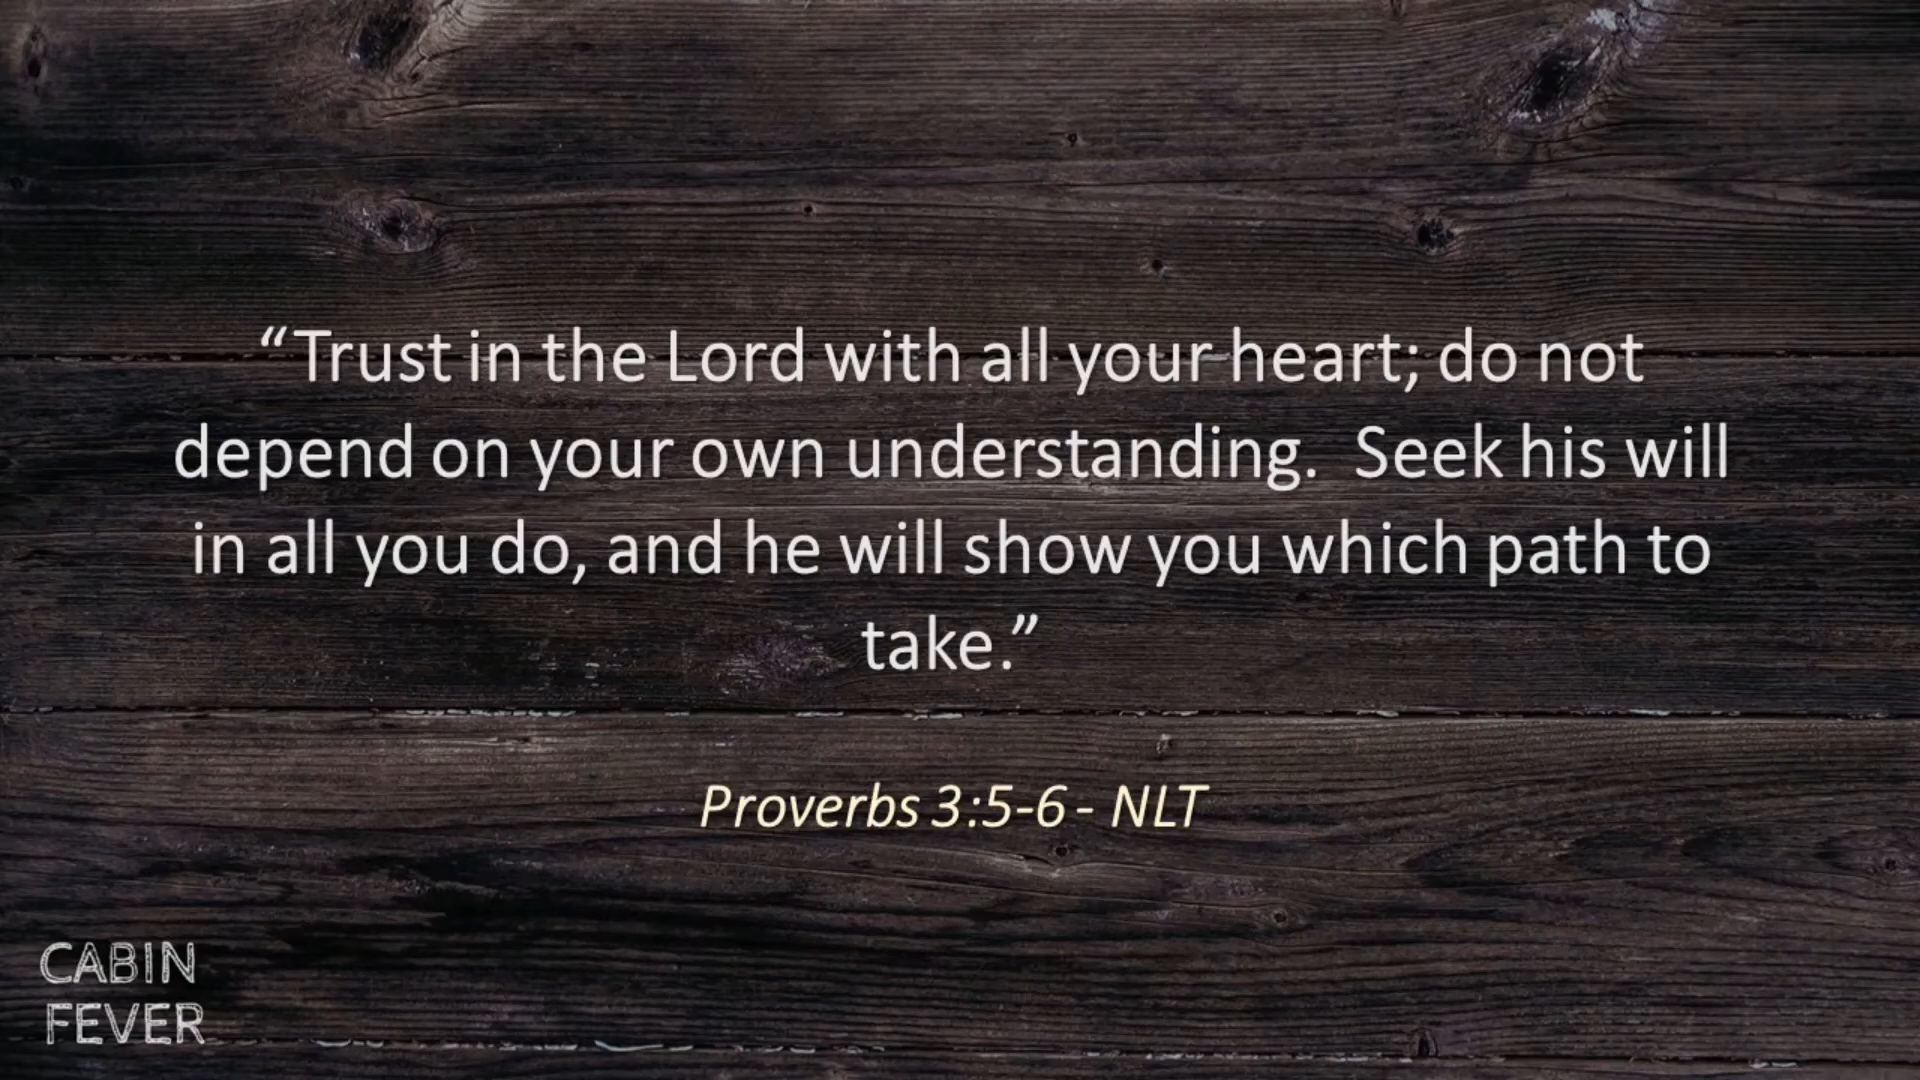 “Trust in the Lord with all your heart; do not
depend on your own understanding.  Seek his will
in all you do, and he will show you which path to
take.”
Proverbs 3:5-6 - NLT
CABIN
FEVER